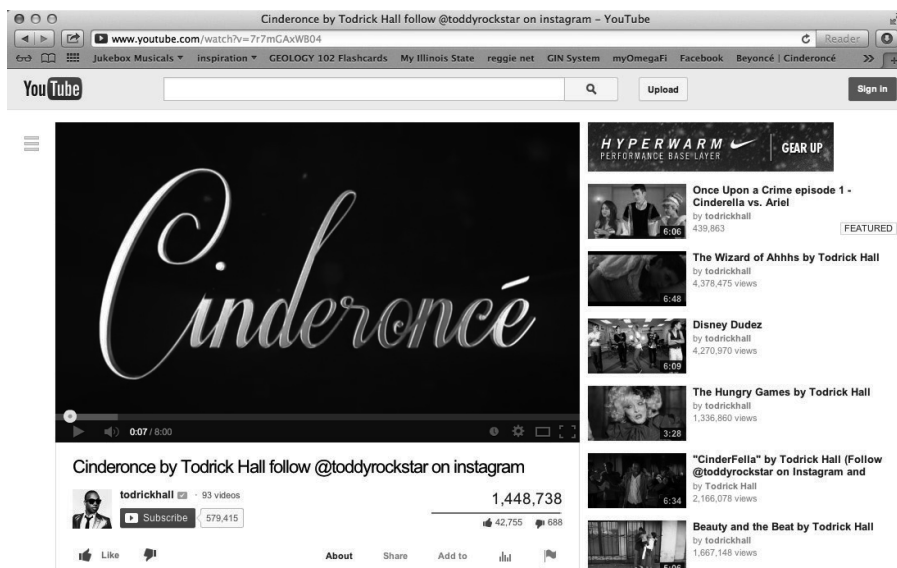 Cinderonce by Todrick Hall follow @toddyrockstar on instagram – YouTube
www.youtube.com/watch?v=7r7mGAxWB04
Reader
Jukebox Musicals inspiration GEOLOGY 102 Flashcards My Illinois State reggie net GIN System myOmegaFi Facebook Beyoncé | Cinderoncé
YouTube
Upload
Sign in
Cinderoncé
0:07 / 8:00
Cinderonce by Todrick Hall follow @toddyrockstar on instagram
todrickhall · 93 videos
Subscribe 579,415
1,448,738
42,755 688
Like
About Share Add to
HYPERWARM
PERFORMANCE BASE LAYER
GEAR UP
6:06
Once Upon a Crime episode 1 -
Cinderella vs. Ariel
by todrickhall
439,863
FEATURED
6:48
The Wizard of Ahhhs by Todrick Hall
by todrickhall
4,378,475 views
6:09
Disney Dudez
by todrickhall
4,270,970 views
3:28
The Hungry Games by Todrick Hall
by todrickhall
1,336,860 views
6:34
"CinderFella" by Todrick Hall (Follow
@toddyrockstar on Instagram and
by Todrick Hall
2,166,078 views
5:06
Beauty and the Beat by Todrick Hall
by todrickhall
1,667,148 views